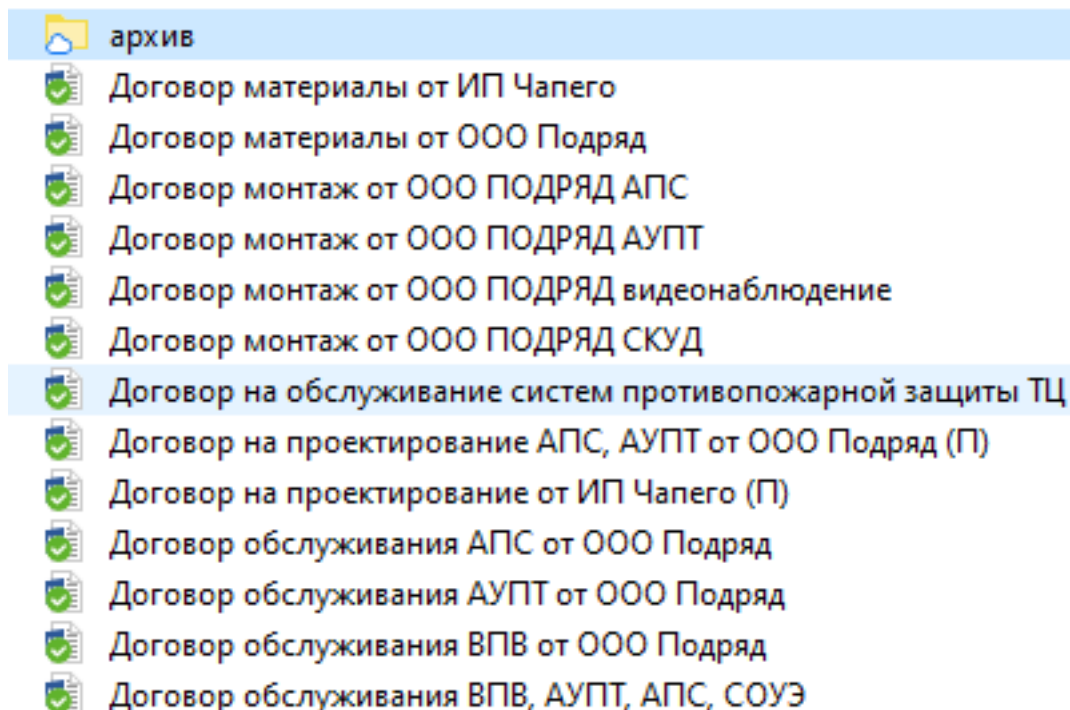 архив
Договор материалы от ИП Чапего
Договор материалы от ООО Подряд
Договор монтаж от ООО ПОДРЯД АПС
Договор монтаж от ООО ПОДРЯД АУПТ
Договор монтаж от ООО ПОДРЯД видеонаблюдение
Договор монтаж от ООО ПОДРЯД СКУД
Договор на обслуживание систем противопожарной защиты ТЦ
Договор на проектирование АПС, АУПТ от ООО Подряд (П)
Договор на проектирование от ИП Чапего (П)
Договор обслуживания АПС от ООО Подряд
Договор обслуживания АУПТ от ООО Подряд
Договор обслуживания ВПВ от ООО Подряд
Договор обслуживания ВПВ, АУПТ, АПС, СОУЭ